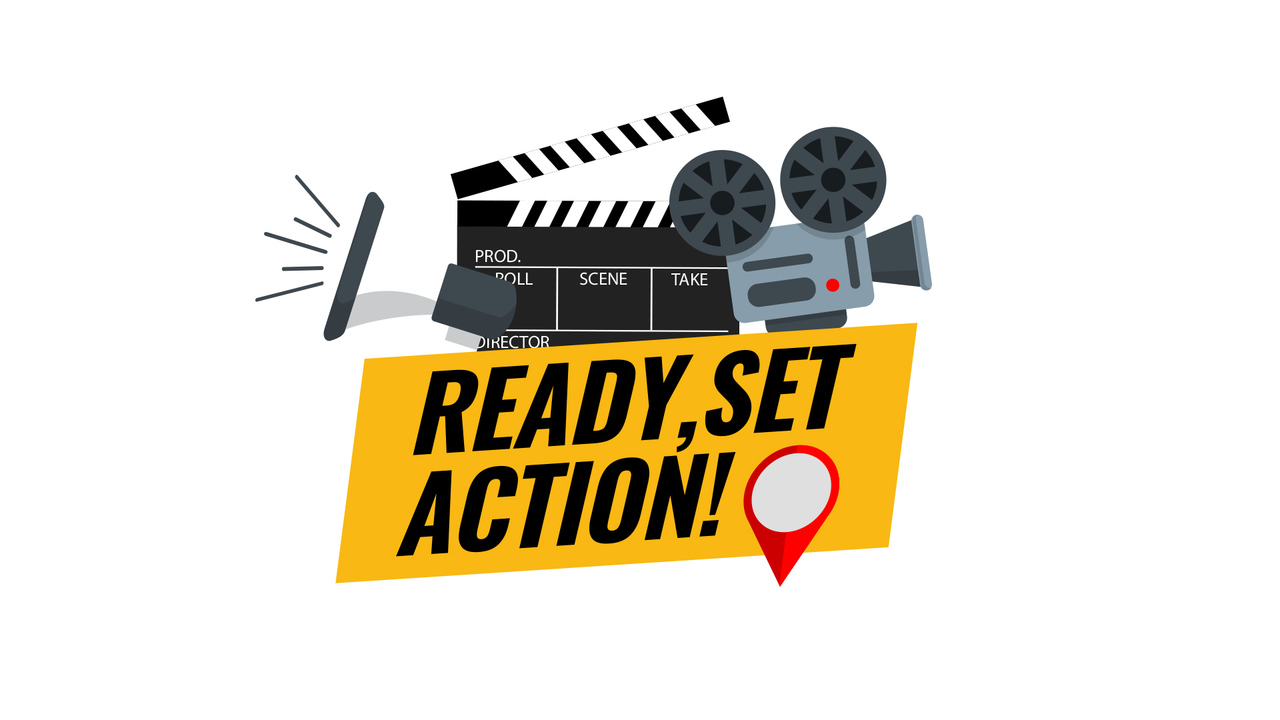 PROD.
ROLL SCENE TAKE
DIRECTOR
READY,SET
ACTION!